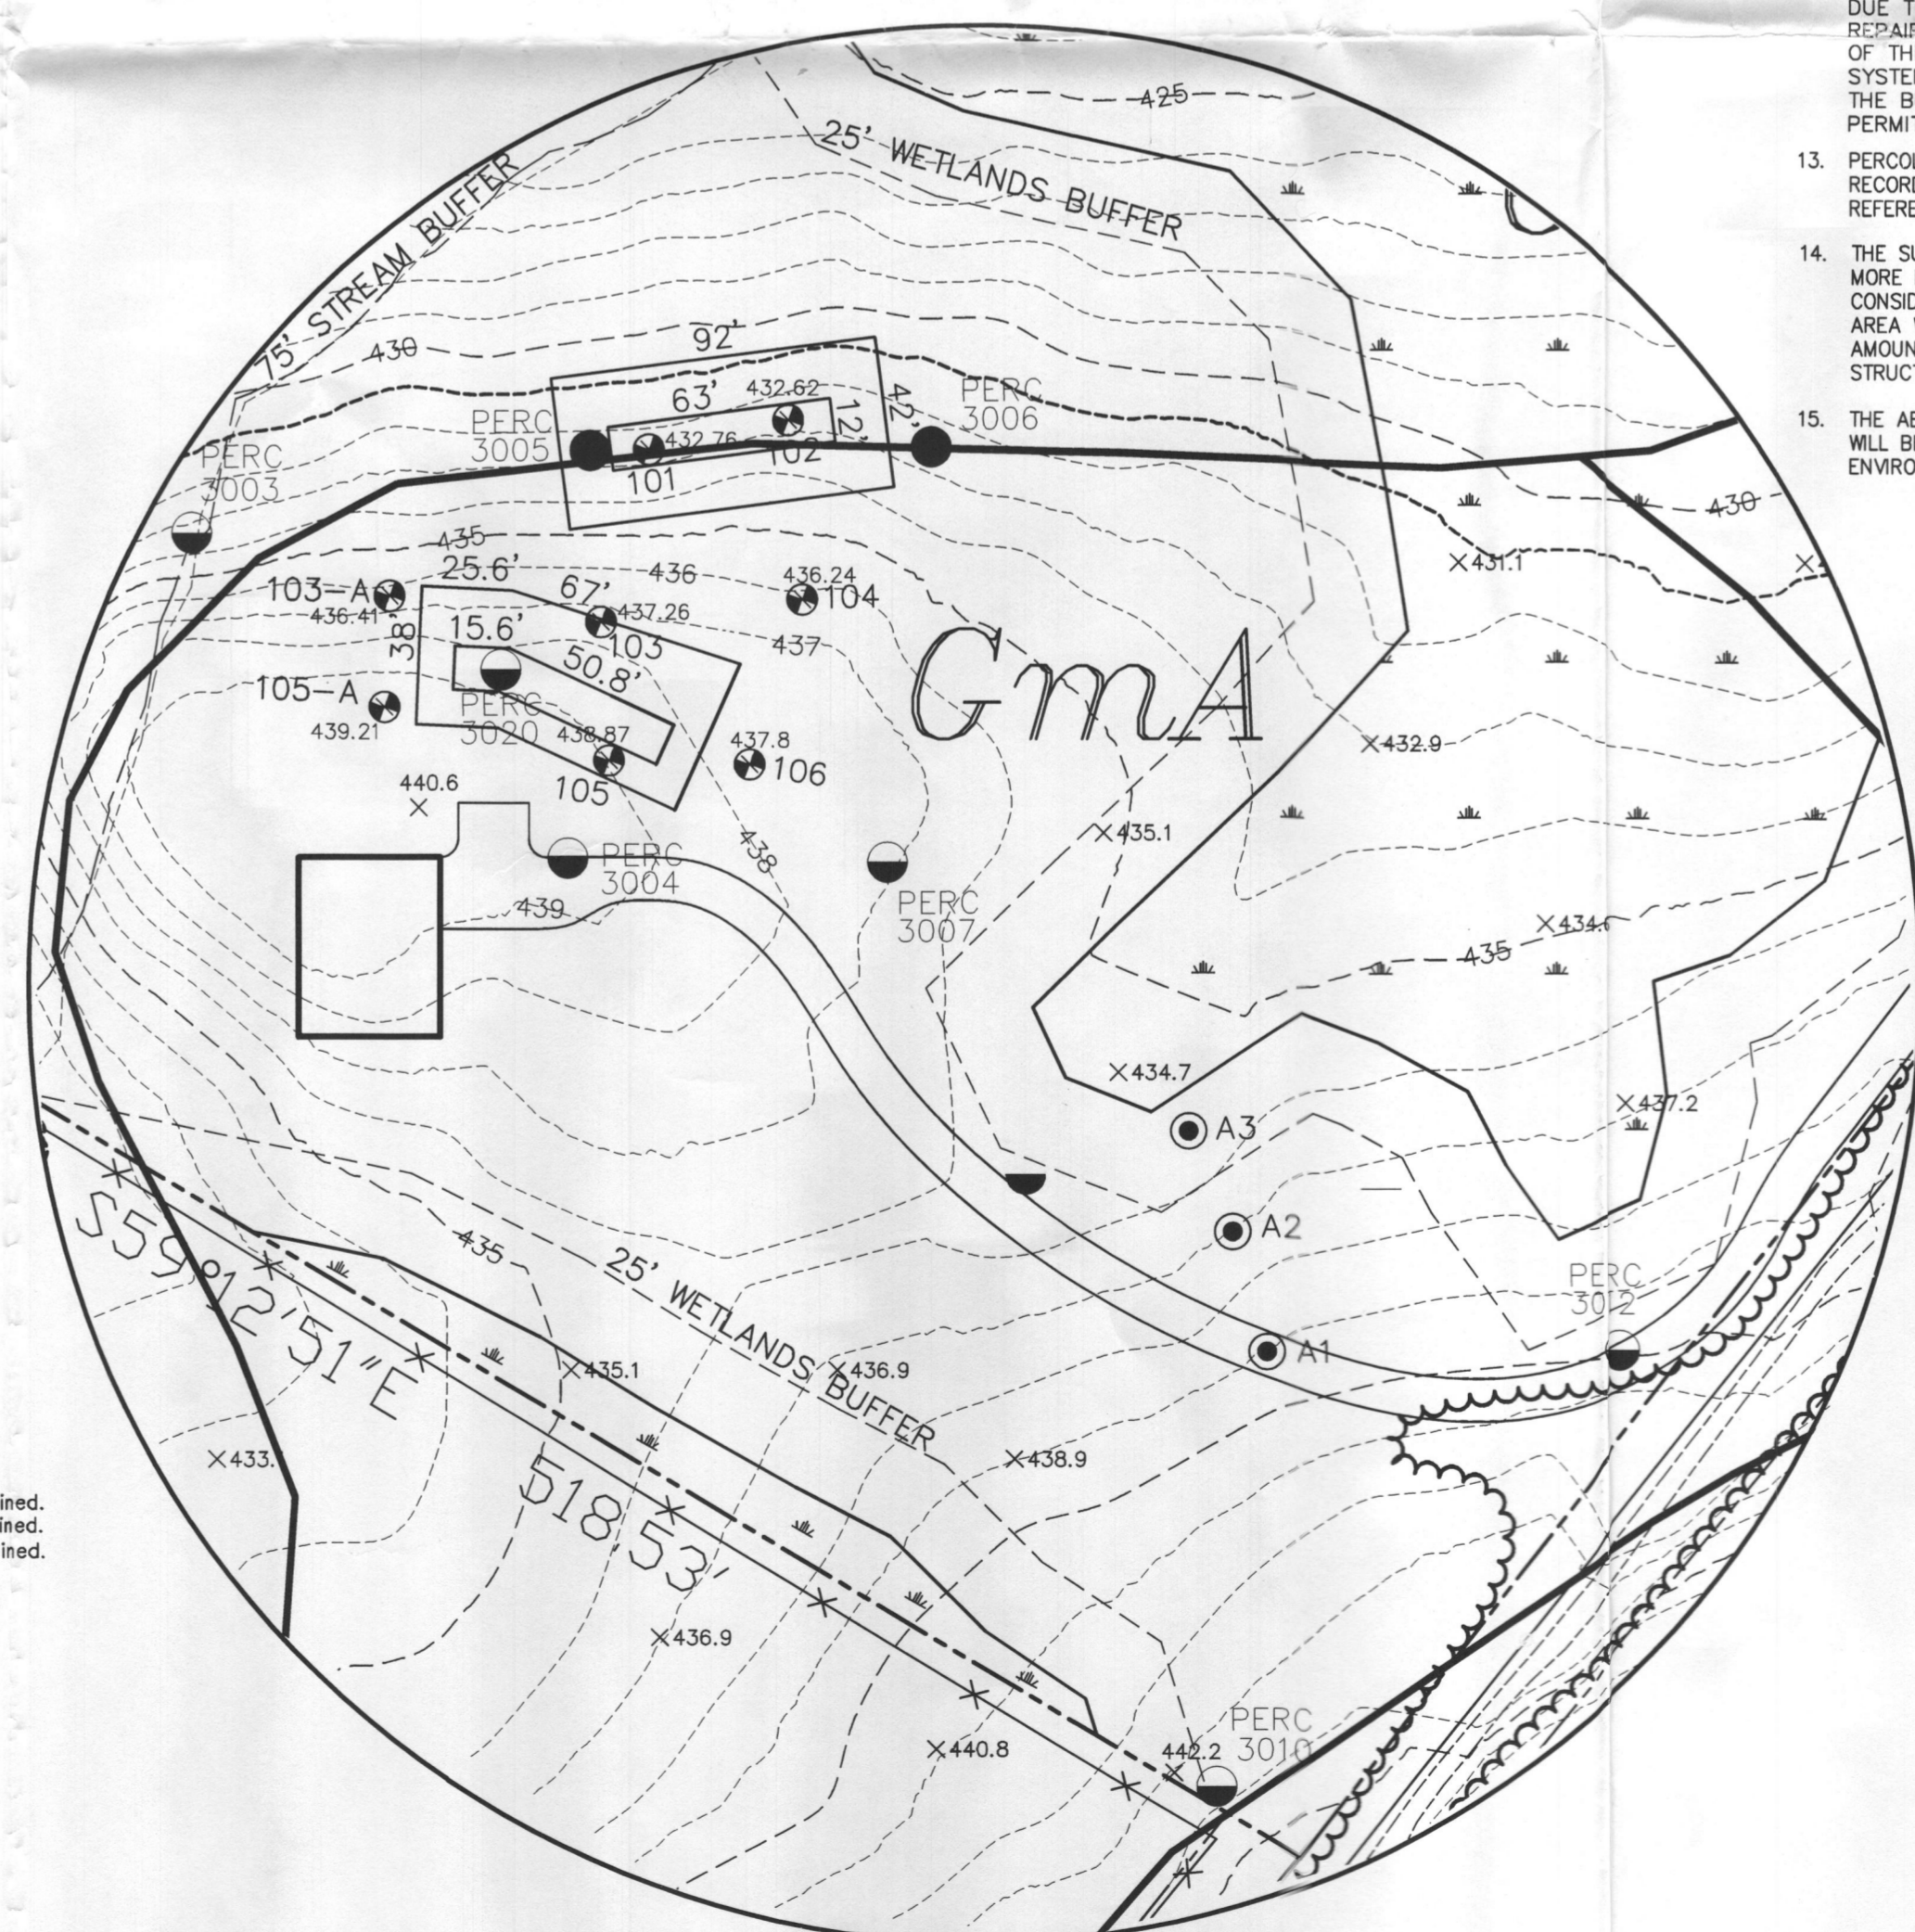 DUE T
REPAIR
OF TH
SYSTE
THE B
PERMIT
13. PERCOL
RECORD
REFERE
14. THE SU
MORE
CONSID
AREA
AMOUN
STRUCT
15. THE AB
WILL B
ENVIRO
425
25' WETLANDS BUFFER
75' STREAM BUFFER
430
92'
63'
432.62
12'
42'
PERC
3005
432.76
102
101
PERC
3006
PERC
3003
430
435
25.6'
436
436.24
104
431.1
103-A
436.41
67'
437.26
103
38'
15.6'
50.8'
437
GmA
105-A
439.21
PERC
3020
438.87
105
437.8
106
432.9
440.6
438
435.1
PERC
3004
439
PERC
3007
434.
435
434.7
437.2
A3
A2
A1
S59°12'51"E
435
25' WETLANDS BUFFER
PERC
3012
435.1
436.9
433.
438.9
518.53'
436.9
440.8
442.2
PERC
3010
ined.
ined.
ined.